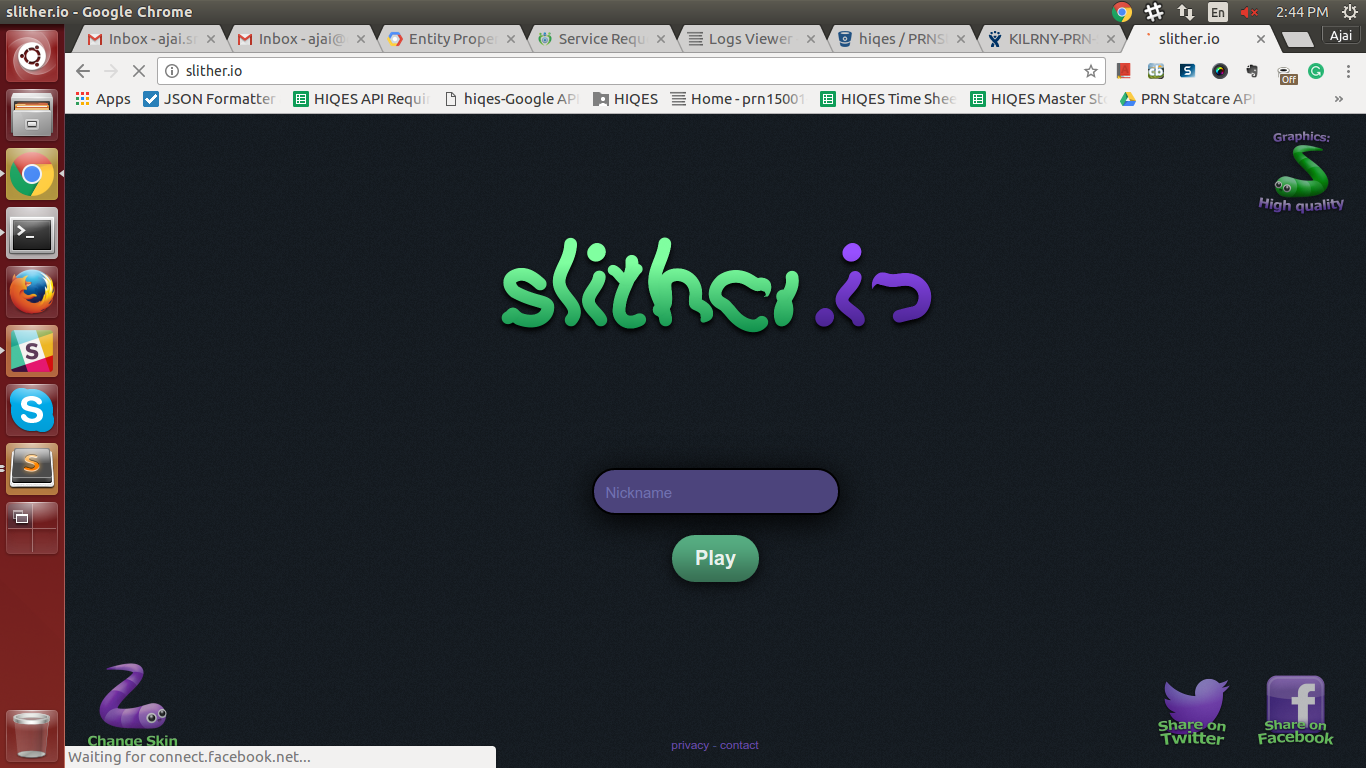 slither.io - Google Chrome
En
2:44 PM
Inbox - ajai.s
Inbox - ajai@
Entity Prope
Service Requ
Logs Viewer
hiqes / PRNS
KILRNY-PRN-
slither.io
Ajai
slither.io
cb
S
Off
G
Apps
JSON Formatter
HIQES API Requi
hiqes-Google AP
HIQES
Home - prn15001
HIQES Time Shee
HIQES Master St
PRN Statcare API
»
Graphics:
High quality
slither.io
Nickname
Play
Change Skin
Share on
Twitter
f
Share on
Facebook
privacy - contact
Waiting for connect.facebook.net...